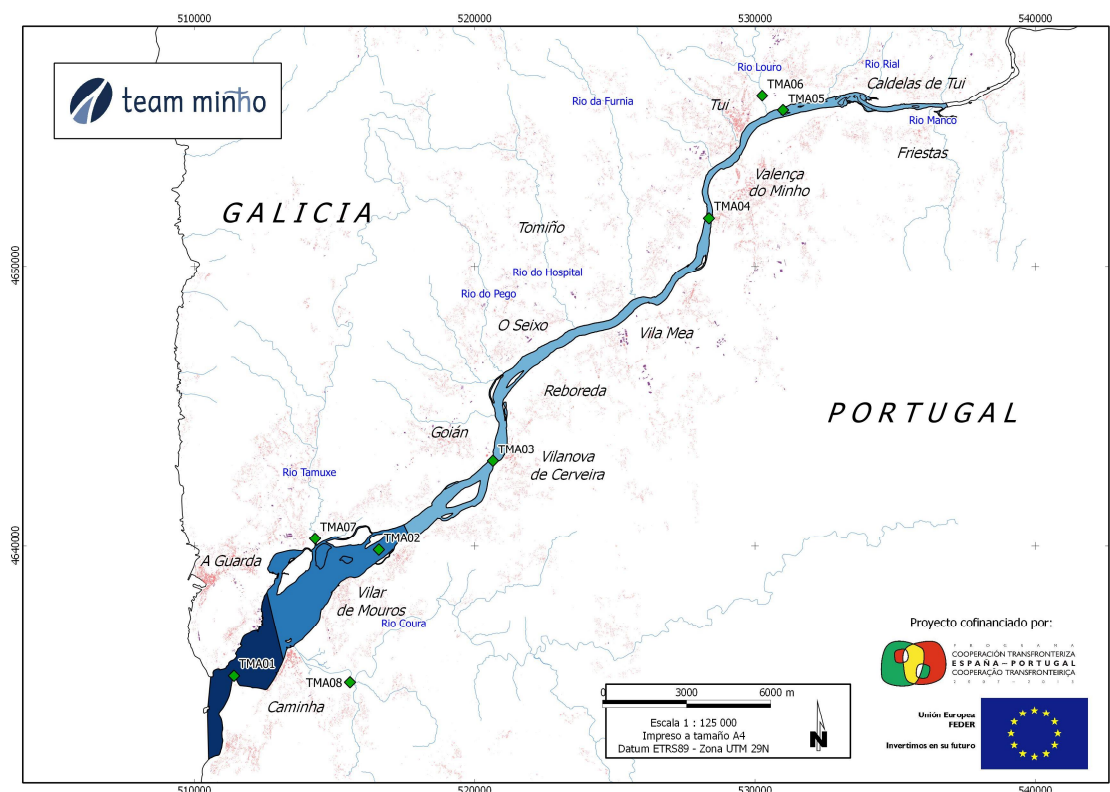 510000
520000
530000
540000
team minho
Rio Louro
Rio Rial
TMA06
Caldelas de Tui
Rio da Furnia
Tui
TMA05
Rio Manco
Friestas
Valença
do Minho
GALICIA
TMA04
Tomiño
4650000
Rio do Hospital
Rio do Pego
O Seixo
Vila Mea
Reboreda
PORTUGAL
Goián
TMA03
Vilanova
de Cerveira
Rio Tamuxe
TMA07
TMA02
4640000
A Guarda
Vilar
de Mouros
Rio Coura
TMA01
TMA08
Caminha
0 3000 6000 m
Escala 1 : 125 000
Impreso a tamaño A4
Datum ETRS89 - Zona UTM 29N
N
Proyecto cofinanciado por:
PROGRAMA
COOPERACIÓN TRANSFRONTERIZA
ESPAÑA – PORTUGAL
COOPERAÇÃO TRANSFRONTEIRIÇA
2007 - 2013
Unión Europea
FEDER
Invertimos en su futuro
510000
520000
530000
540000